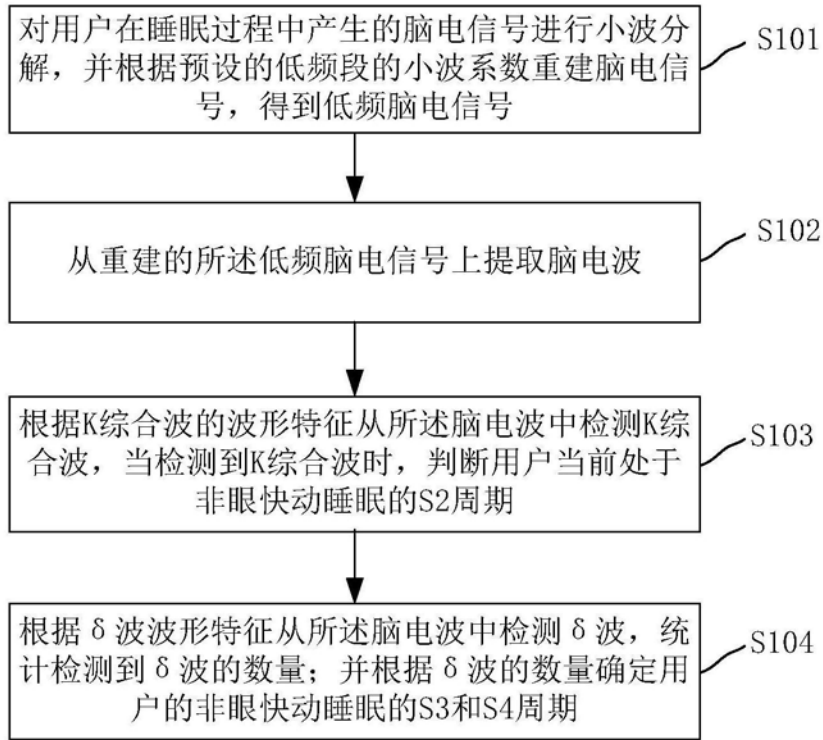 对用户在睡眠过程中产生的脑电信号进行小波分
解，并根据预设的低频段的小波系数重建脑电信
号，得到低频脑电信号
S101
从重建的所述低频脑电信号上提取脑电波
S102
根据K综合波的波形特征从所述脑电波中检测K综
合波，当检测到K综合波时，判断用户当前处于
非眼快动睡眠的S2周期
S103
根据δ波波形特征从所述脑电波中检测δ波，统
计检测到δ波的数量；并根据δ波的数量确定用
户的非眼快动睡眠的S3和S4周期
S104